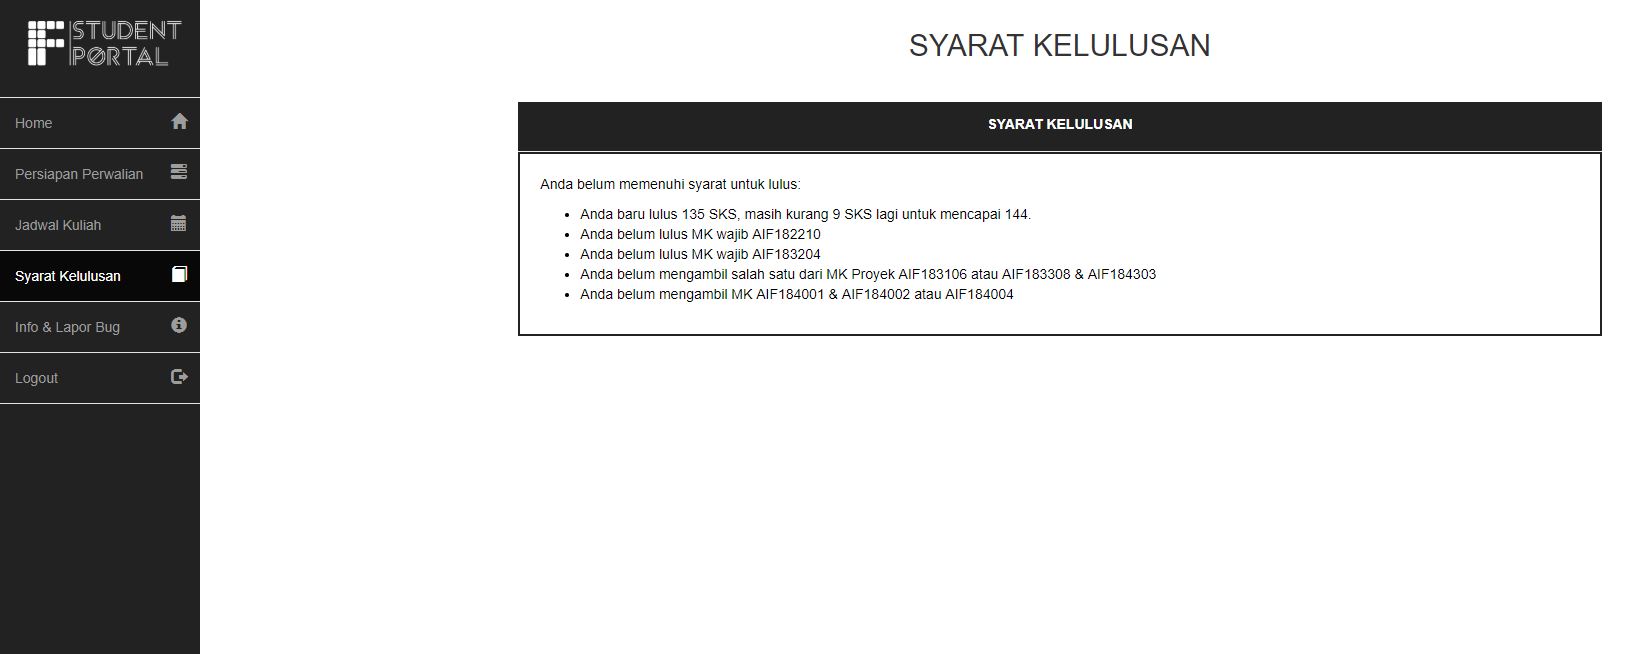 STUDENT
PØRTAL
Home
Persiapan Perwalian
Jadwal Kuliah
Syarat Kelulusan
Info & Lapor Bug
Logout
SYARAT KELULUSAN
SYARAT KELULUSAN
Anda belum memenuhi syarat untuk lulus:
• Anda baru lulus 135 SKS, masih kurang 9 SKS lagi untuk mencapai 144.
• Anda belum lulus MK wajib AIF182210
• Anda belum lulus MK wajib AIF183204
• Anda belum mengambil salah satu dari MK Proyek AIF183106 atau AIF183308 & AIF184303
• Anda belum mengambil MK AIF184001 & AIF184002 atau AIF184004